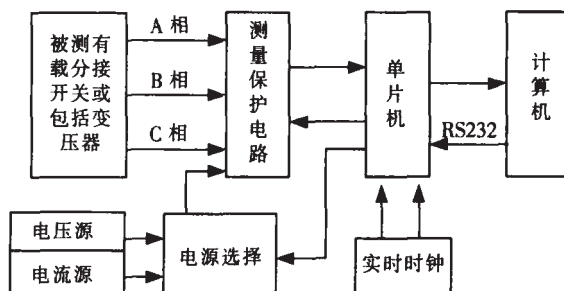 被测有
载分接
开关或
包括变
压器
A 相
B 相
C 相
测量保护电路
单片机
计算机
RS232
电压源
电流源
电源选择
实时时钟